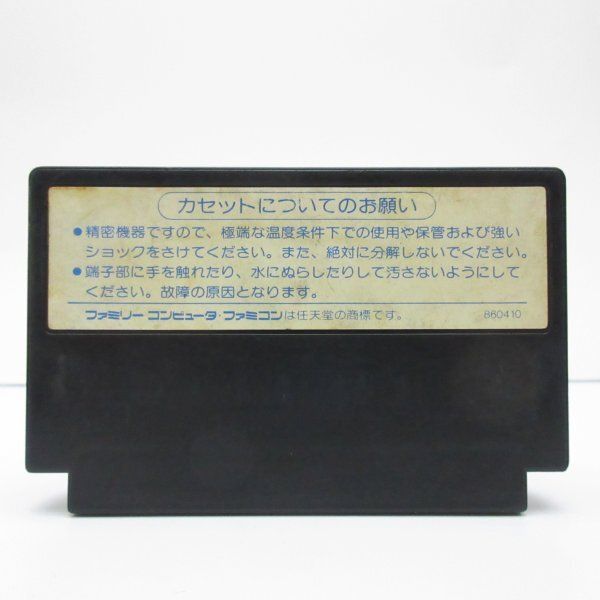 カセットについてのお願い
●精密機器ですので、極端な温度条件下での使用や保管および強い
ショックをさけてください。また、絶対に分解しないでください。
●端子部に手を触れたり、水にぬらしたりして汚さないようにして
ください。故障の原因となります。
ファミリーコンピュータ・ファミコンは任天堂の商標です。 860410